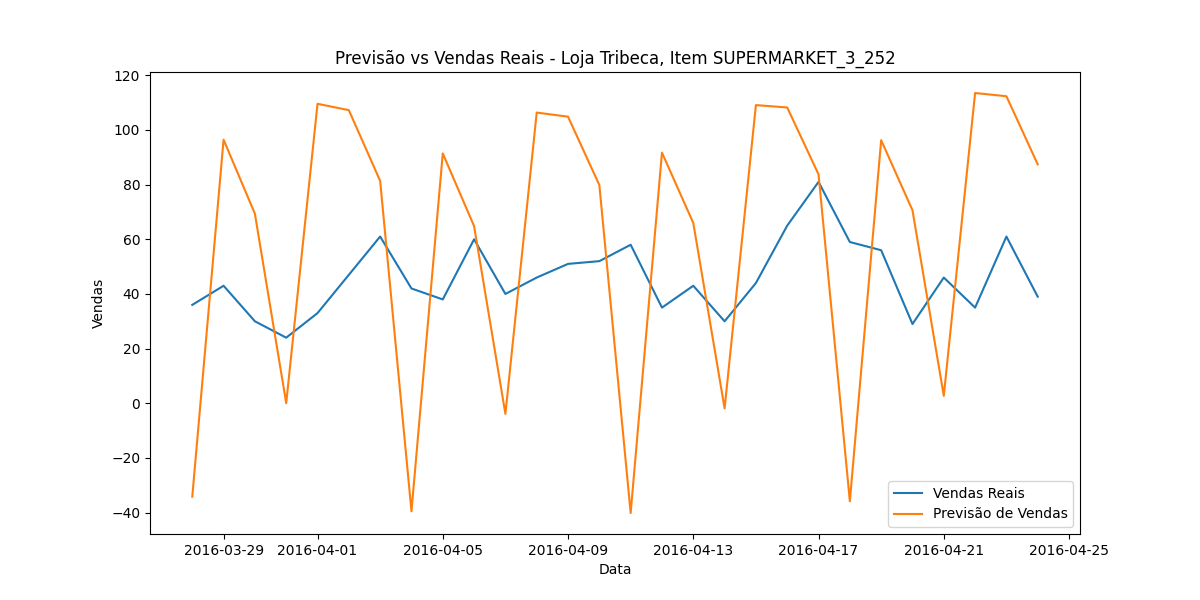 Previsão vs Vendas Reais - Loja Tribeca, Item SUPERMARKET_3_252
120
100
80
60
40
20
0
−20
−40
Vendas
2016-03-29 2016-04-01 2016-04-05 2016-04-09 2016-04-13 2016-04-17 2016-04-21 2016-04-25
Data
Vendas Reais
Previsão de Vendas